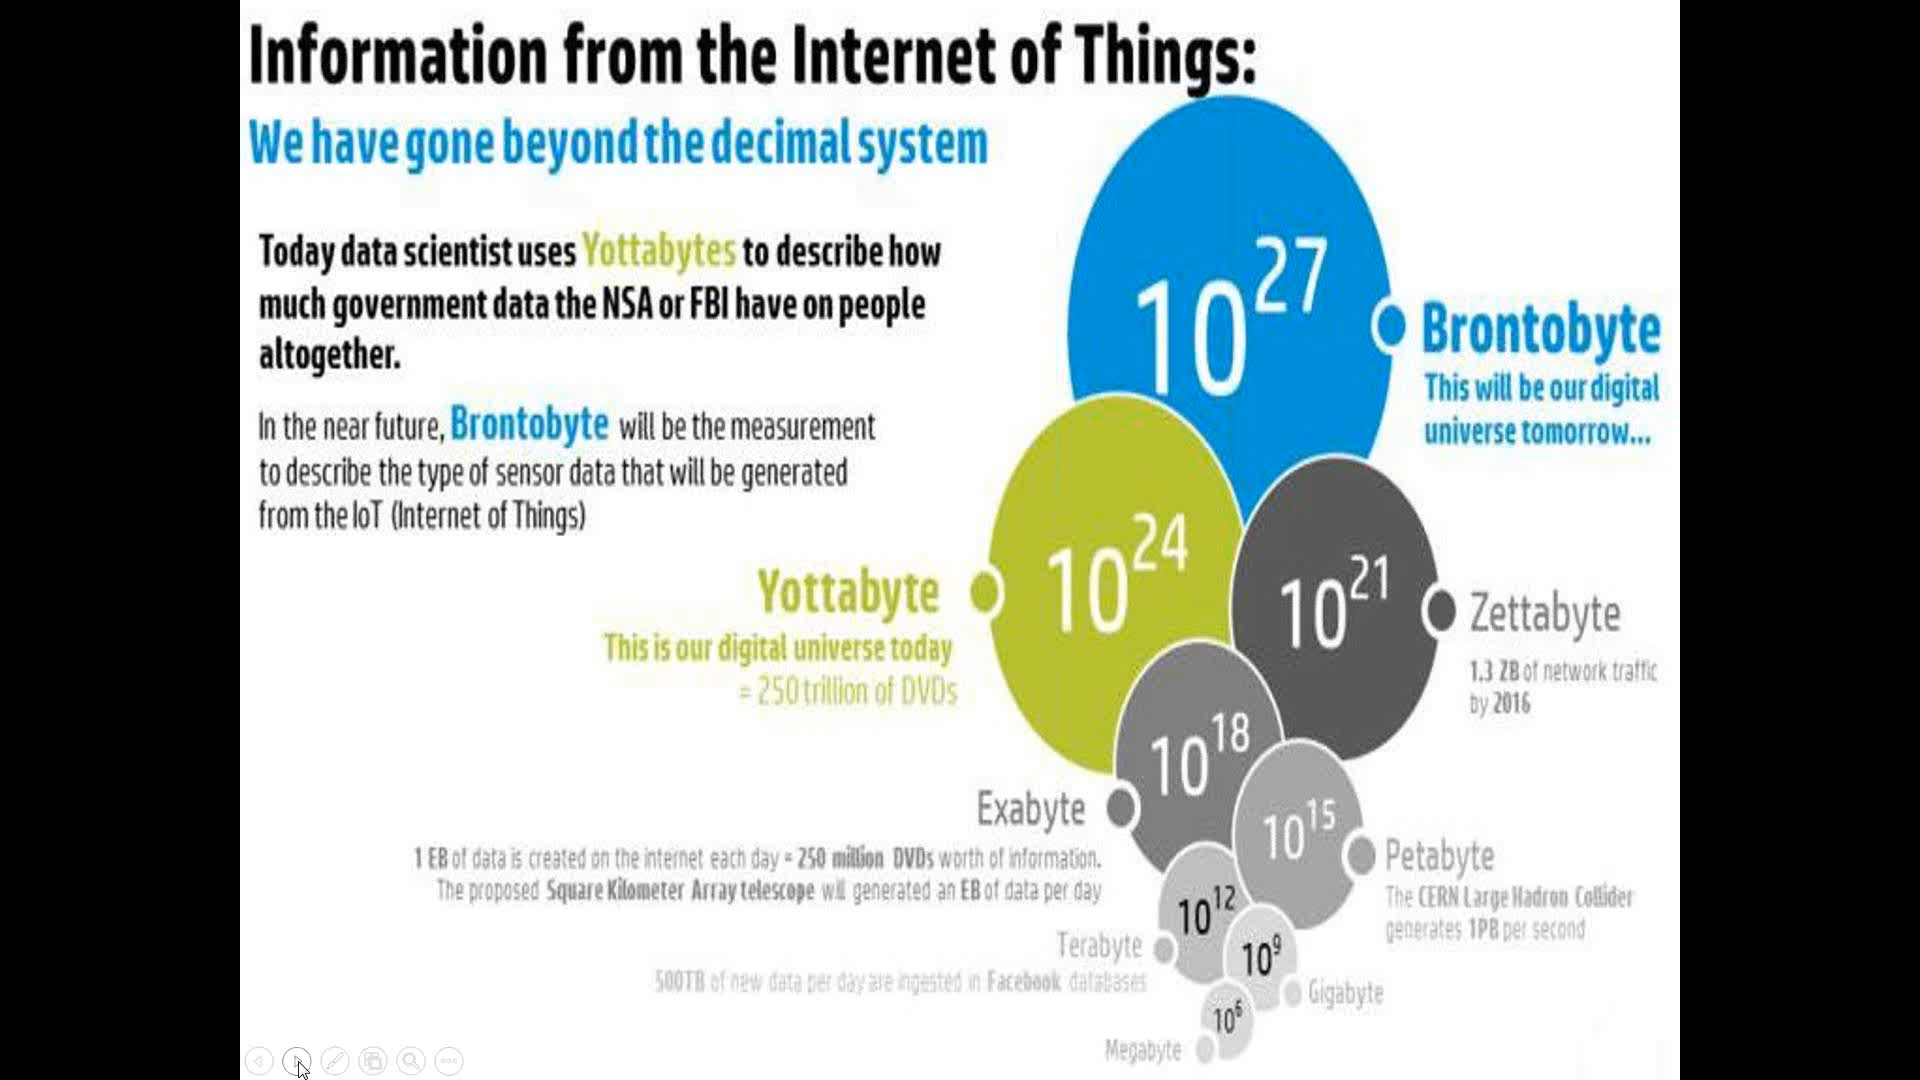 Information from the Internet of Things:
We have gone beyond the decimal system
Today data scientist uses Yottabytes to describe how
much government data the NSA or FBI have on people
altogether.
In the near future, Brontobyte will be the measurement
to describe the type of sensor data that will be generated
from the IoT (Internet of Things)
10^27
Brontobyte
This will be our digital
universe tomorrow...
10^24
Yottabyte
This is our digital universe today
= 250 trillion of DVDs
10^21
Zettabyte
1.3 ZB of network traffic
by 2016
10^18
Exabyte
1 EB of data is created on the internet each day = 250 million DVDs worth of information.
The proposed Square Kilometer Array telescope will generated an EB of data per day
10^15
Petabyte
The CERN Large Hadron Collider
generates 1PB per second
10^12
Terabyte
500TB of new data per day are ingested in Facebook databases
10^9
Gigabyte
10^6
Megabyte